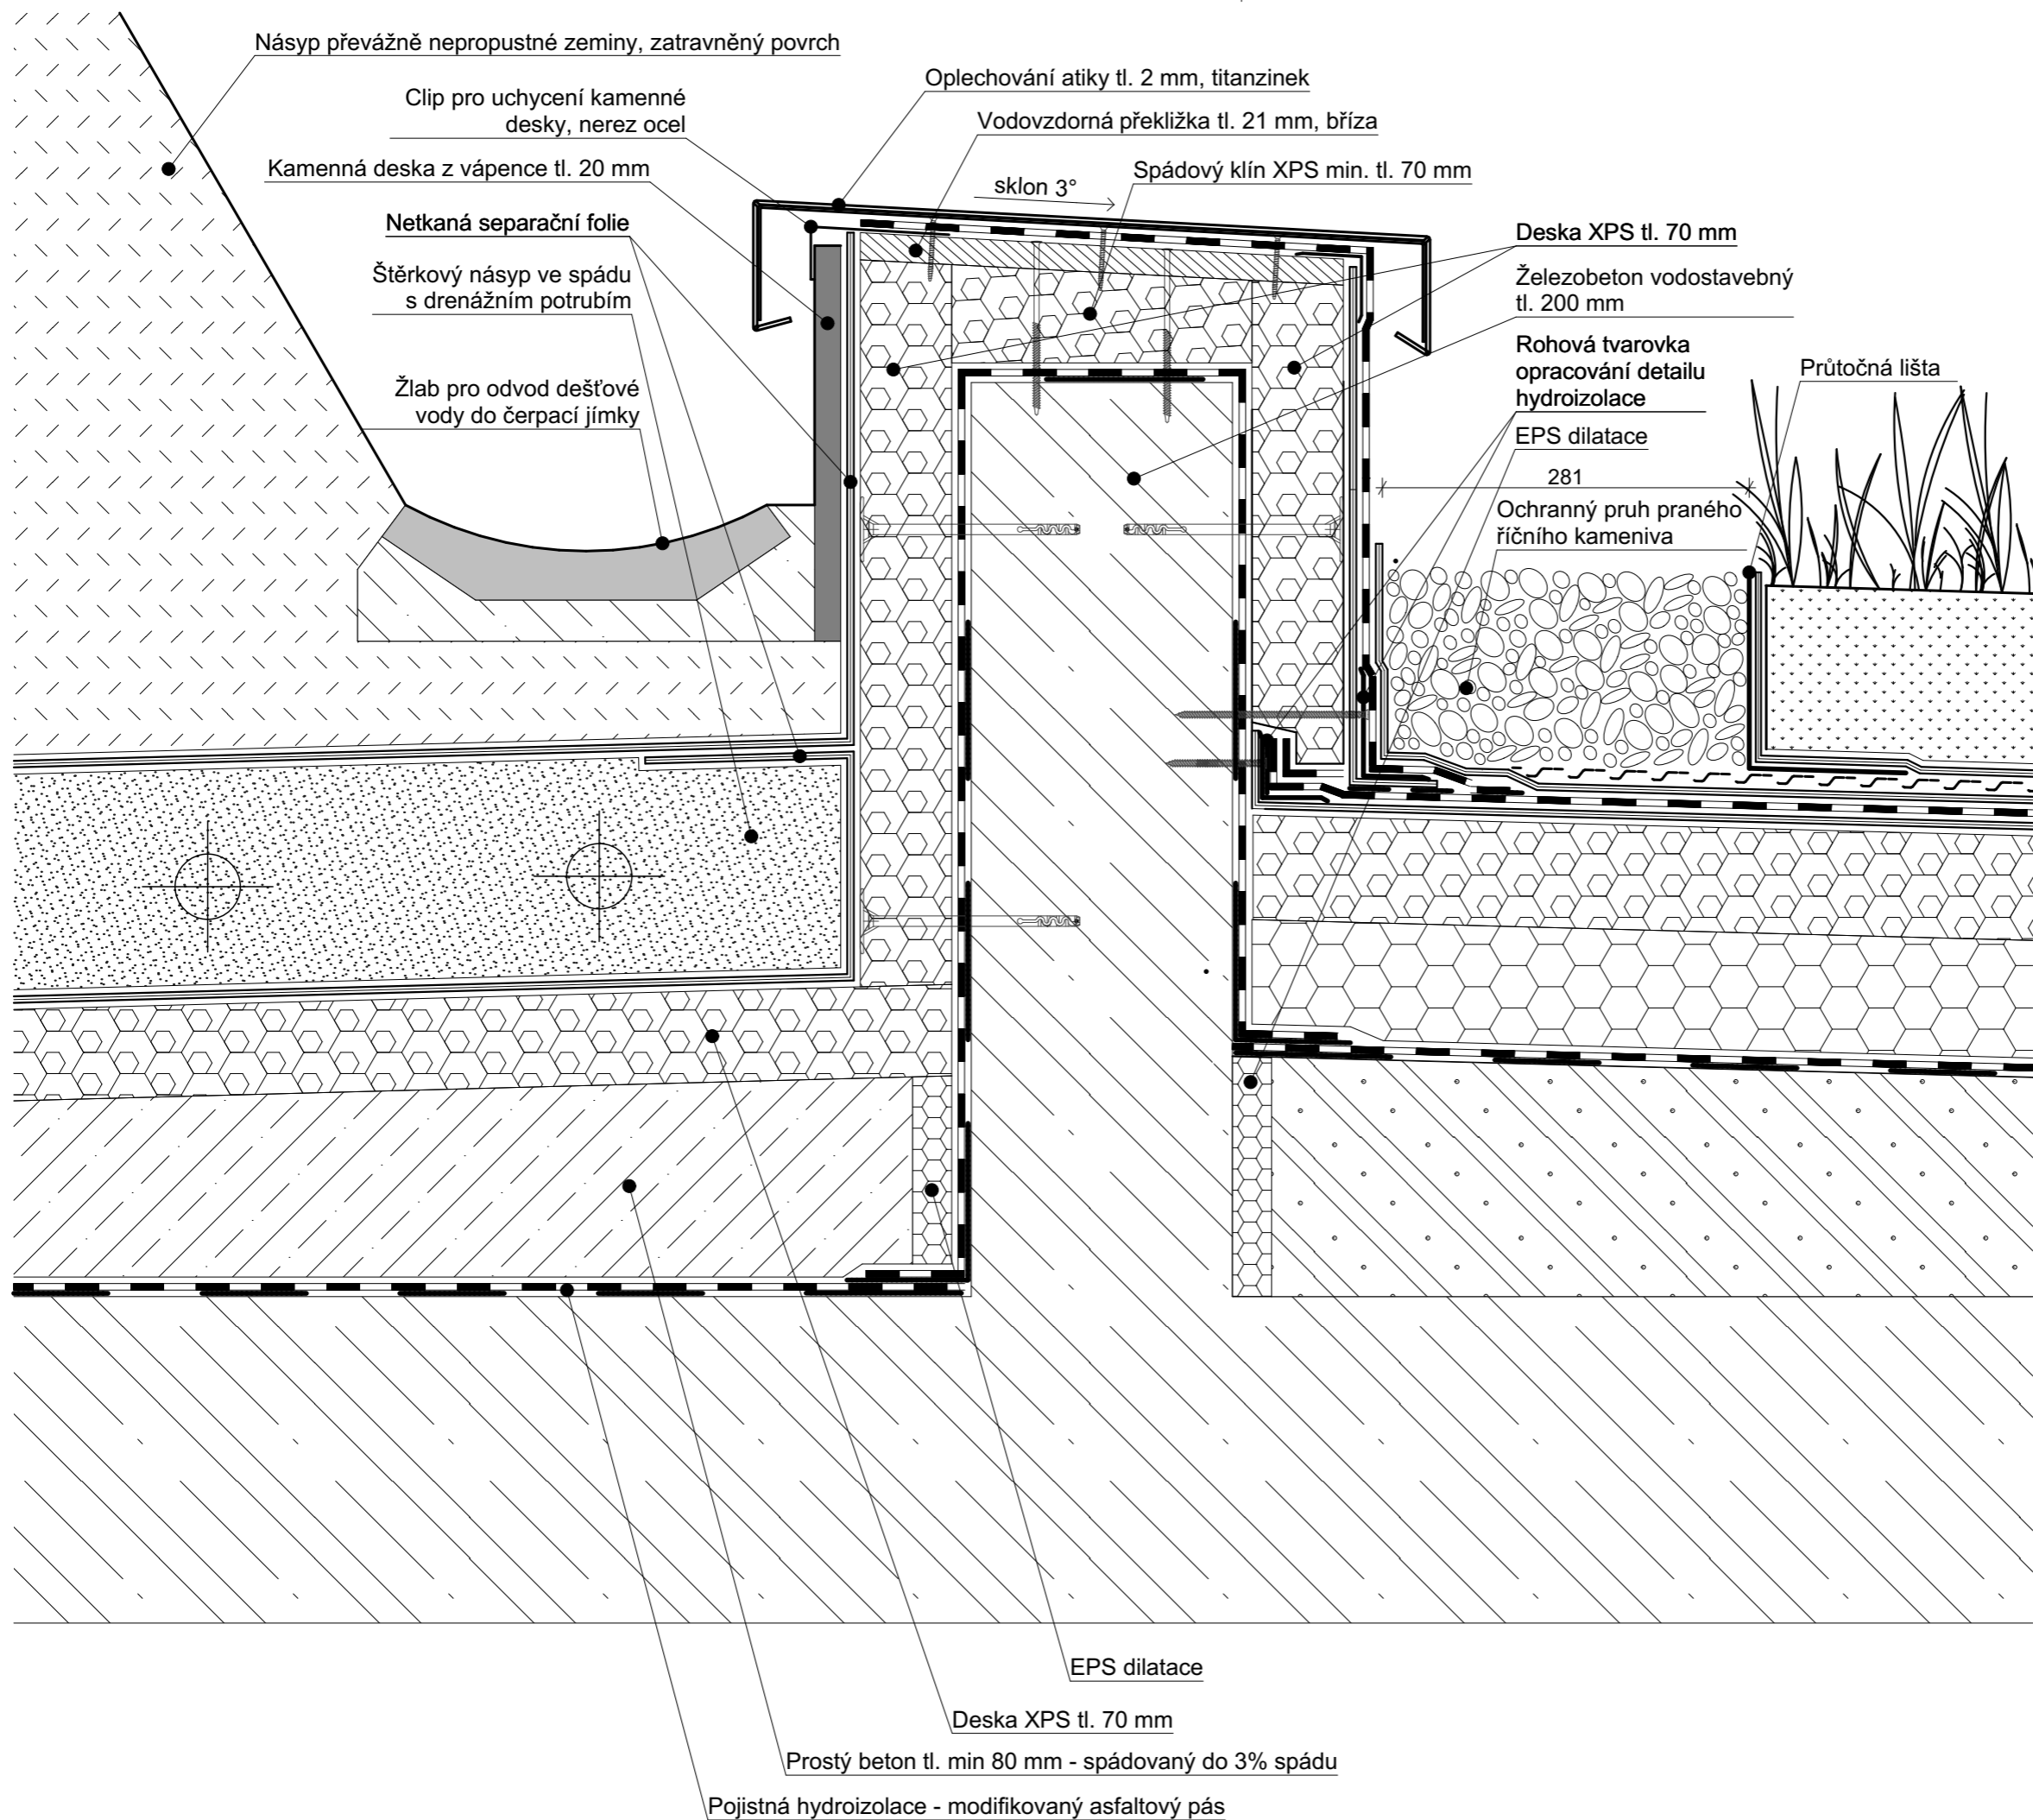 Násyp převážně nepropustné zeminy, zatravněný povrch
Oplechování atiky tl. 2 mm, titanzinek
Clip pro uchycení kamenné
desky, nerez ocel
Vodovzdorná překližka tl. 21 mm, bříza
Kamenná deska z vápence tl. 20 mm
sklon 3°
Spádový klín XPS min. tl. 70 mm
Netkaná separační folie
Deska XPS tl. 70 mm
Štěrkový násyp ve spádu
s drenážním potrubím
Železobeton vodostavebný
tl. 200 mm
Rohová tvarovka
opracování detailu
hydroizolace
Průtočná lišta
Žlab pro odvod dešťové
vody do čerpací jímky
EPS dilatace
281
Ochranný pruh praného
říčního kameniva
EPS dilatace
Deska XPS tl. 70 mm
Prostý beton tl. min 80 mm - spádovaný do 3% spádu
Pojistná hydroizolace - modifikovaný asfaltový pás